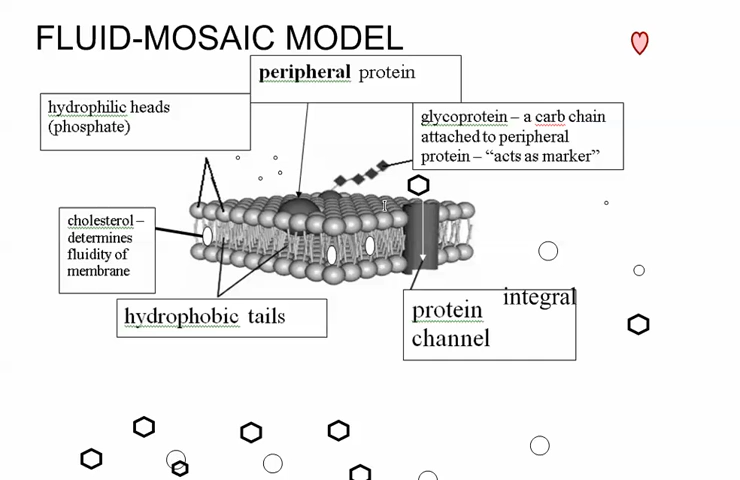 FLUID-MOSAIC MODEL
peripheral protein
hydrophilic heads
(phosphate)
glycoprotein – a carb chain
attached to peripheral
protein – “acts as marker”
cholesterol –
determines
fluidity of
membrane
hydrophobic tails
integral
protein
channel